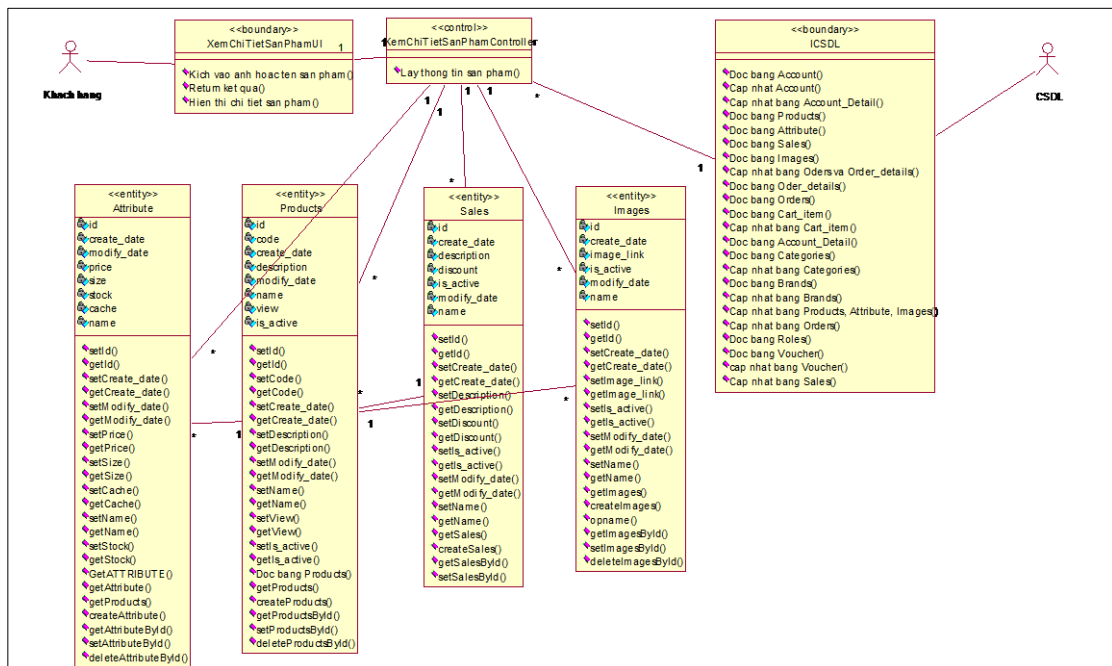 <<boundary>>
XemChiTietSanPhamUI
Kich vao anh hoac ten san pham()
Return ket qua()
Hien thi chi tiet san pham()
1
1
<<control>>
XemChiTietSanPhamController
Lay thong tin san pham()
<<boundary>>
ICSDL
Doc bang Account()
Cap nhat Account()
Cap nhat bang Account_Detail()
Doc bang Products()
Doc bang Attribute()
Doc bang Sales()
Doc bang Images()
Cap nhat bang Odersva Order_details()
Doc bang Oder_details()
Doc bang Orders()
Doc bang Cart_item()
Cap nhat bang Cart_item()
Doc bang Account_Detail()
Doc bang Categories()
Cap nhat bang Categories()
Doc bang Brands()
Cap nhat bang Brands()
Cap nhat bang Products, Attribute, Images()
Cap nhat bang Orders()
Doc bang Roles()
Doc bang Voucher()
cap nhat bang Voucher()
Cap nhat bang Sales()
Khach hang
CSDL
1
1
1
1
*
1
*
*
*
*
<<entity>>
Attribute
id
create_date
modify_date
price
size
stock
cache
name
setId()
getId()
setCreate_date()
getCreate_date()
setModify_date()
getModify_date()
setPrice()
getPrice()
setSize()
getSize()
setCache()
getCache()
setName()
getName()
setStock()
getStock()
GetATTRIBUTE()
getAttribute()
getProducts()
createAttribute()
getAttributeById()
setAttributeById()
deleteAttributeById()
<<entity>>
Products
id
code
create_date
description
modify_date
name
view
is_active
setId()
getId()
setCode()
getCode()
setCreate_date()
getCreate_date()
setDescription()
getDescription()
setModify_date()
getModify_date()
setName()
getName()
setView()
getView()
setIs_active()
getIs_active()
Doc bang Products()
getProducts()
createProducts()
getProductsById()
setProductsById()
deleteProductsById()
<<entity>>
Sales
id
create_date
description
discount
is_active
modify_date
name
setId()
getId()
setCreate_date()
getCreate_date()
setDescription()
getDescription()
setDiscount()
getDiscount()
setIs_active()
getIs_active()
setModify_date()
getModify_date()
setName()
getName()
getSales()
createSales()
getSalesById()
setSalesById()
<<entity>>
Images
id
create_date
image_link
is_active
modify_date
name
setId()
getId()
setCreate_date()
getCreate_date()
setImage_link()
getImage_link()
setIs_active()
getIs_active()
setModify_date()
getModify_date()
setName()
getName()
getImages()
createImages()
opname()
getImagesById()
setImagesById()
deleteImagesById()
*
1
*
1
1
*